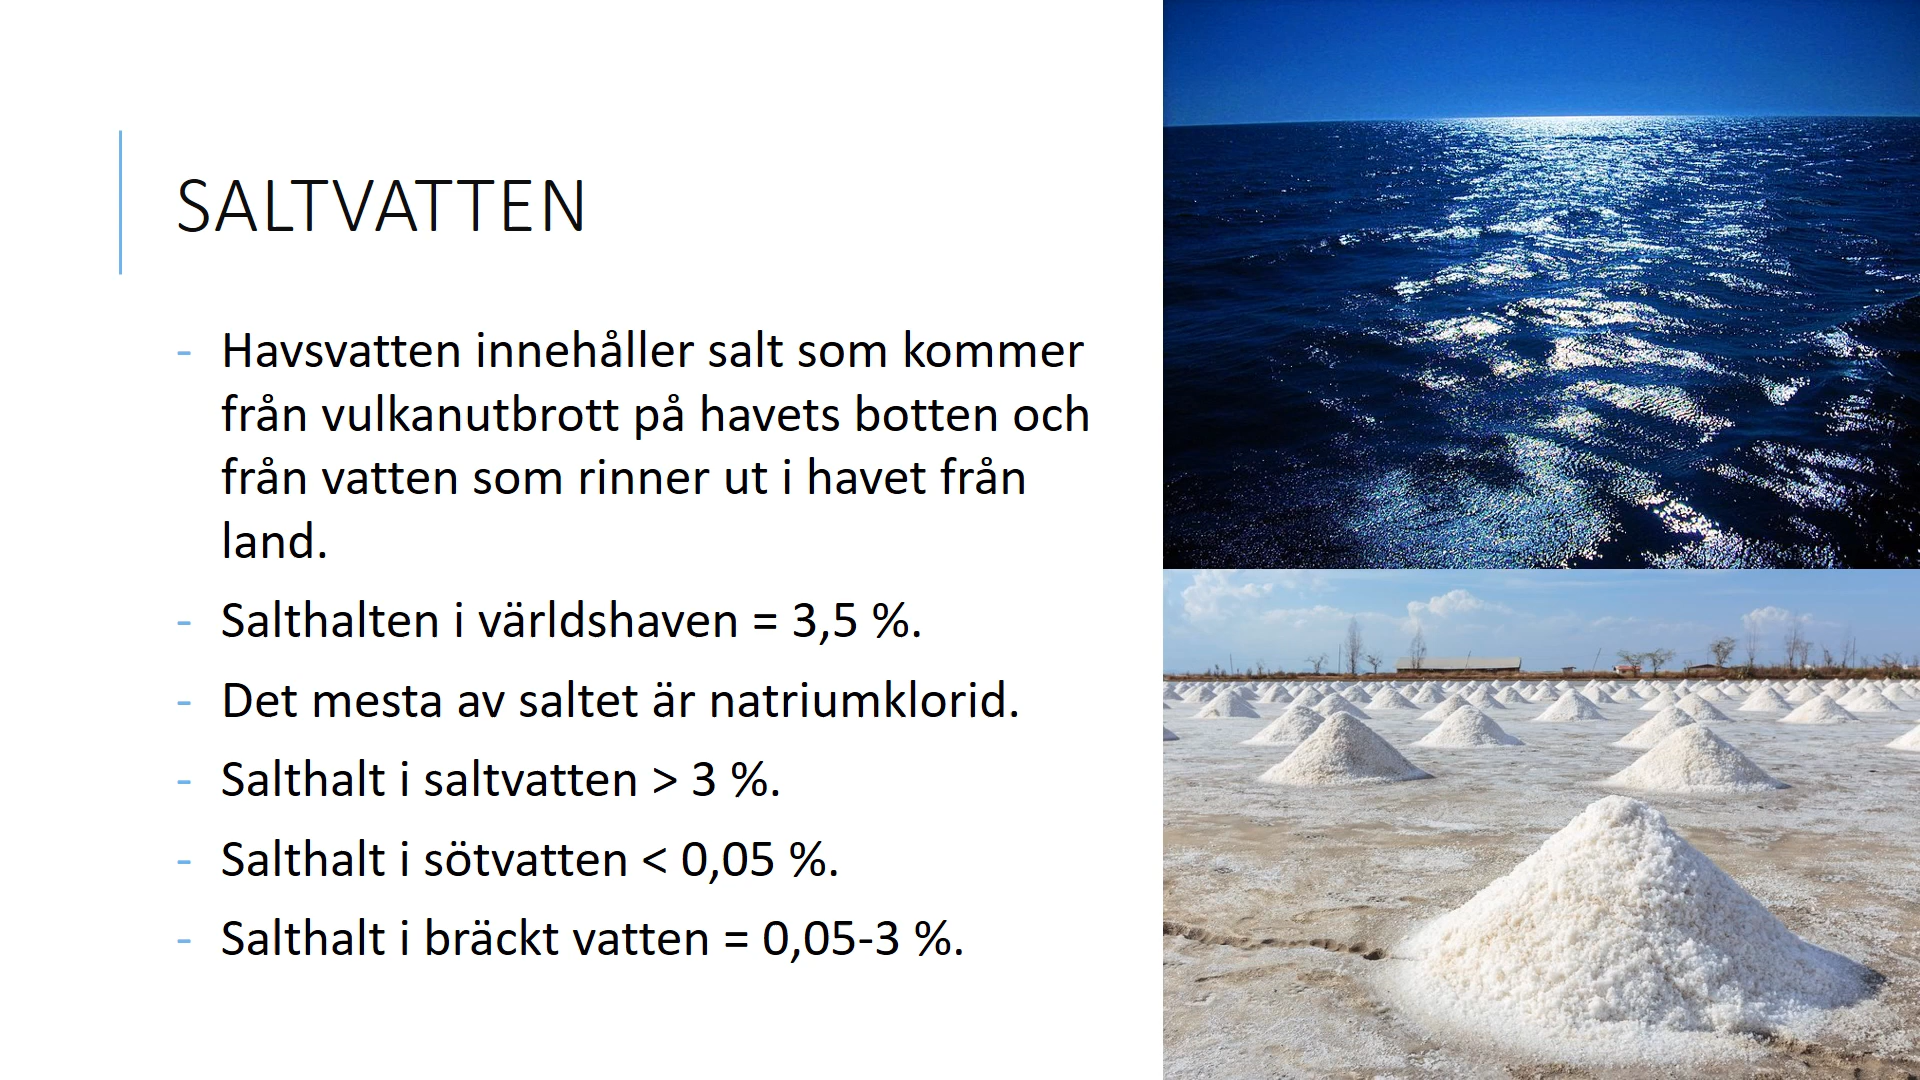 SALTVATTEN
- Havsvatten innehåller salt som kommer
från vulkanutbrott på havets botten och
från vatten som rinner ut i havet från
land.
- Salthalten i världshaven = 3,5 %.
- Det mesta av saltet är natriumklorid.
- Salthalt i saltvatten > 3 %.
- Salthalt i sötvatten < 0,05 %.
- Salthalt i bräckt vatten = 0,05-3 %.